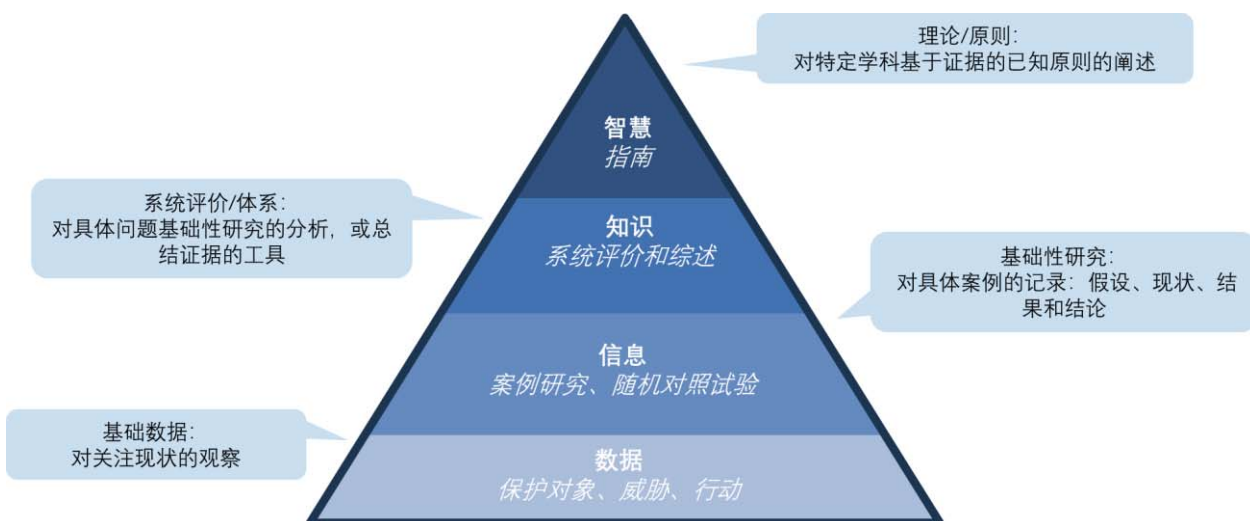 理论/原则：
对特定学科基于证据的已知原则的阐述
智慧
指南
系统评价/体系：
对具体问题基础性研究的分析，或总
结证据的工具
知识
系统评价和综述
基础性研究：
对具体案例的记录：假设、现状、结
果和结论
信息
案例研究、随机对照试验
基础数据：
对关注现状的观察
数据
保护对象、威胁、行动